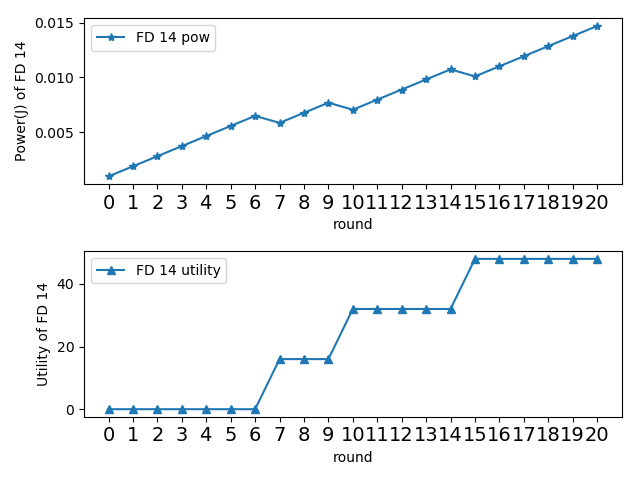 0.015
0.010
0.005
Power(J) of FD 14
FD 14 pow
0 1 2 3 4 5 6 7 8 9 10 11 12 13 14 15 16 17 18 19 20
round
40
20
0
Utility of FD 14
FD 14 utility
0 1 2 3 4 5 6 7 8 9 10 11 12 13 14 15 16 17 18 19 20
round